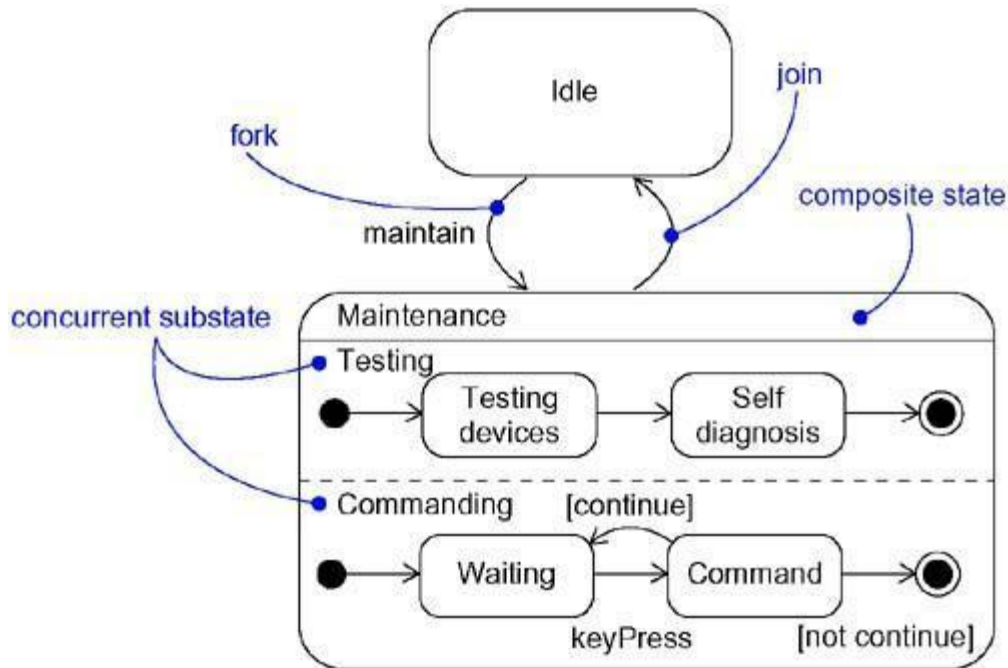 Idle
join
fork
composite state
maintain
concurrent substate
Maintenance
Testing
Testing
devices
Self
diagnosis
Commanding
[continue]
Waiting
Command
keyPress
[not continue]